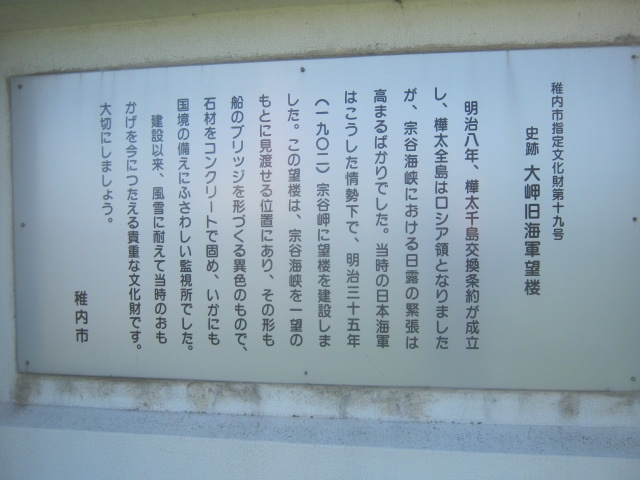 稚内市指定文化財第十九号
史跡 大岬旧海軍望楼
明治八年、樺太千島交換条約が成立
し、樺太全島はロシア領となりました
が、宗谷海峡における日露の緊張は
高まるばかりでした。当時の日本海軍
はこうした情勢下で、明治三十五年
(一九〇二)宗谷岬に望楼を建設しま
した。この望楼は、宗谷海峡を一望の
もとに見渡せる位置にあり、その形も
船のブリッジを形づくる異色のもので、
石材をコンクリートで固め、いかにも
国境の備えにふさわしい監視所でした。
建設以来、風雪に耐えて当時のおも
かげを今につたえる貴重な文化財です。
大切にしましょう。
稚内市